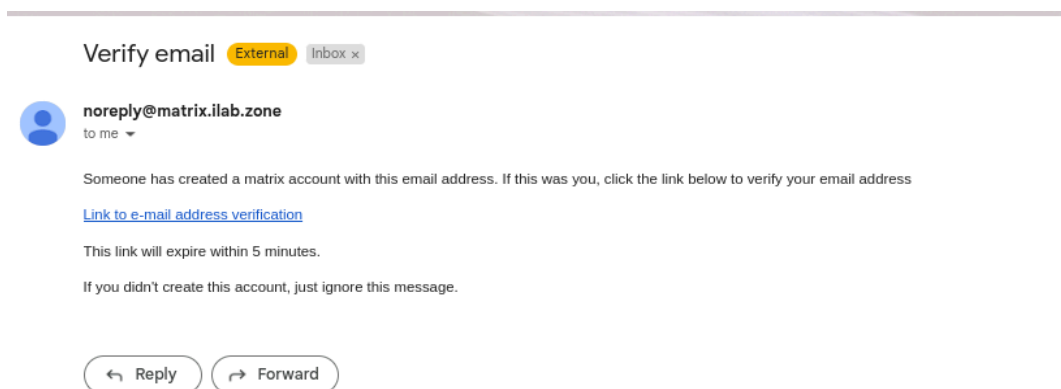 Verify email External Inbox ×
noreply@matrix.ilab.zone
to me
Someone has created a matrix account with this email address. If this was you, click the link below to verify your email address
Link to e-mail address verification
This link will expire within 5 minutes.
If you didn't create this account, just ignore this message.
Reply Forward